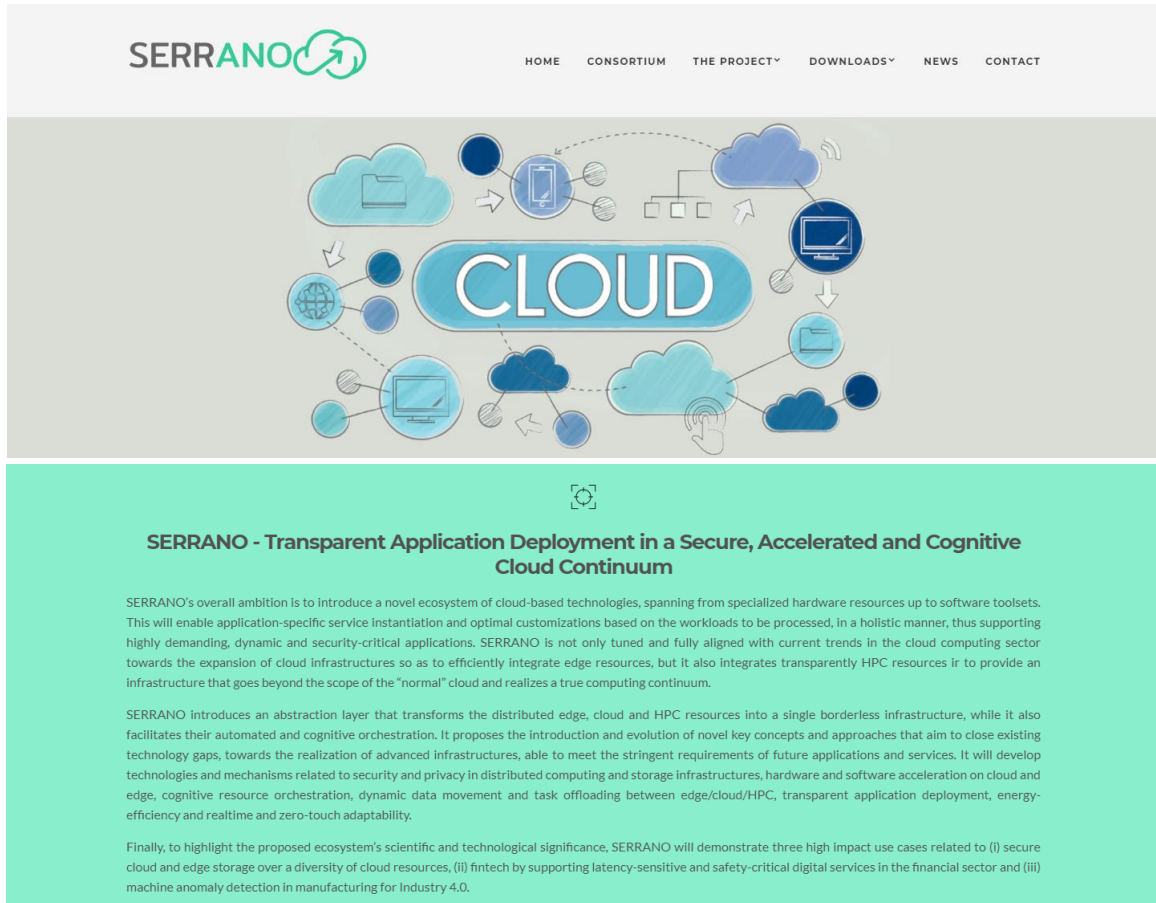 SERRANO
HOME CONSORTIUM THE PROJECT DOWNLOADS NEWS CONTACT
CLOUD
SERRANO - Transparent Application Deployment in a Secure, Accelerated and Cognitive
Cloud Continuum
SERRANO's overall ambition is to introduce a novel ecosystem of cloud-based technologies, spanning from specialized hardware resources up to software toolsets.
This will enable application-specific service instantiation and optimal customizations based on the workloads to be processed, in a holistic manner, thus supporting
highly demanding, dynamic and security-critical applications. SERRANO is not only tuned and fully aligned with current trends in the cloud computing sector
towards the expansion of cloud infrastructures so as to efficiently integrate edge resources, but it also integrates transparently HPC resources ir to provide an
infrastructure that goes beyond the scope of the “normal” cloud and realizes a true computing continuum.
SERRANO introduces an abstraction layer that transforms the distributed edge, cloud and HPC resources into a single borderless infrastructure, while it also
facilitates their automated and cognitive orchestration. It proposes the introduction and evolution of novel key concepts and approaches that aim to close existing
technology gaps, towards the realization of advanced infrastructures, able to meet the stringent requirements of future applications and services. It will develop
technologies and mechanisms related to security and privacy in distributed computing and storage infrastructures, hardware and software acceleration on cloud and
edge, cognitive resource orchestration, dynamic data movement and task offloading between edge/cloud/HPC, transparent application deployment, energy-
efficiency and realtime and zero-touch adaptability.
Finally, to highlight the proposed ecosystem's scientific and technological significance, SERRANO will demonstrate three high impact use cases related to (i) secure
cloud and edge storage over a diversity of cloud resources, (ii) fintech by supporting latency-sensitive and safety-critical digital services in the financial sector and (iii)
machine anomaly detection in manufacturing for Industry 4.0.